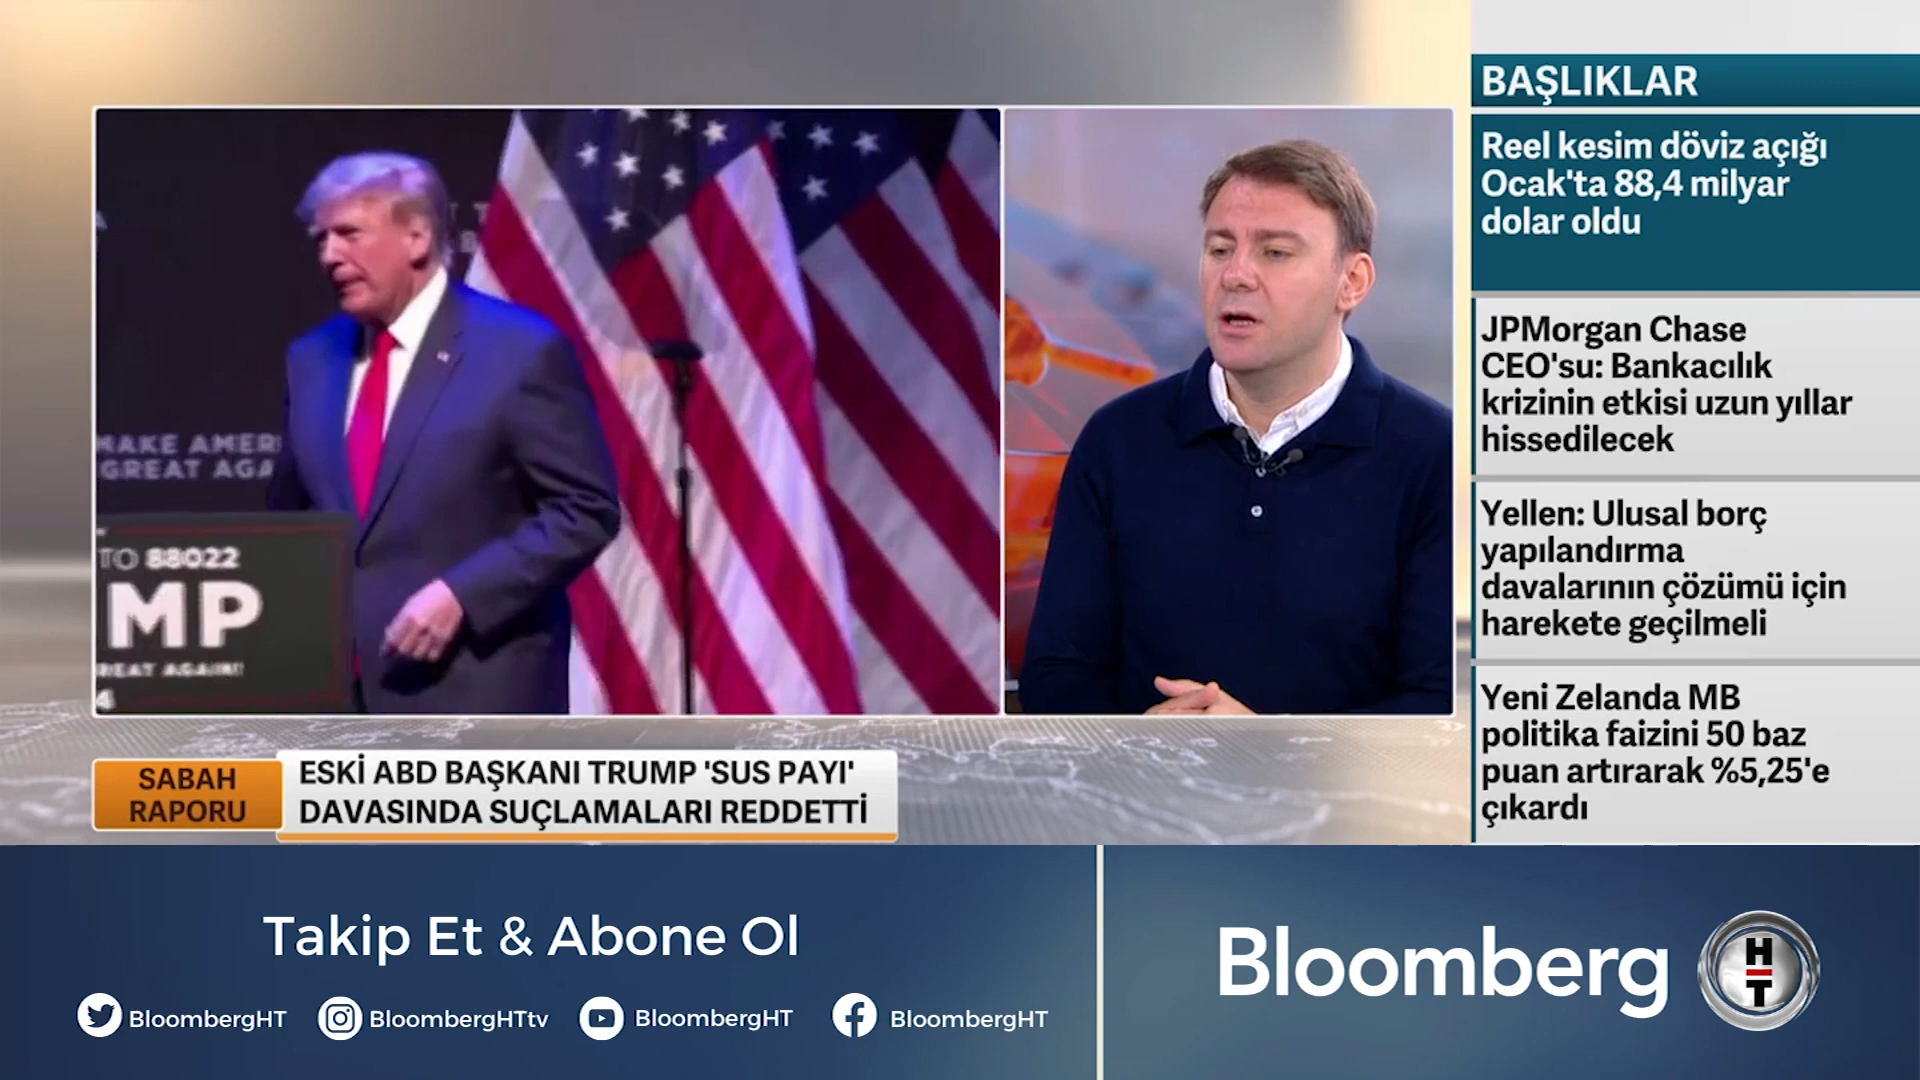 MAKE AMERI
GREAT AGA
TO 88022
MP
REAT AGAIN!
SABAH
RAPORU
ESKİ ABD BAŞKANI TRUMP 'SUS PAYI'
DAVASINDA SUÇLAMALARI REDDETTİ
BAŞLIKLAR
Reel kesim döviz açığı
Ocak'ta 88,4 milyar
dolar oldu
JPMorgan Chase
CEO'su: Bankacılık
krizinin etkisi uzun yıllar
hissedilecek
Yellen: Ulusal borç
yapılandırma
davalarının çözümü için
harekete geçilmeli
Yeni Zelanda MB
politika faizini 50 baz
puan artırarak %5,25'e
çıkardı
Takip Et & Abone Ol
BloombergHT
BloombergHTtv
BloombergHT
BloombergHT
Bloomberg
HT